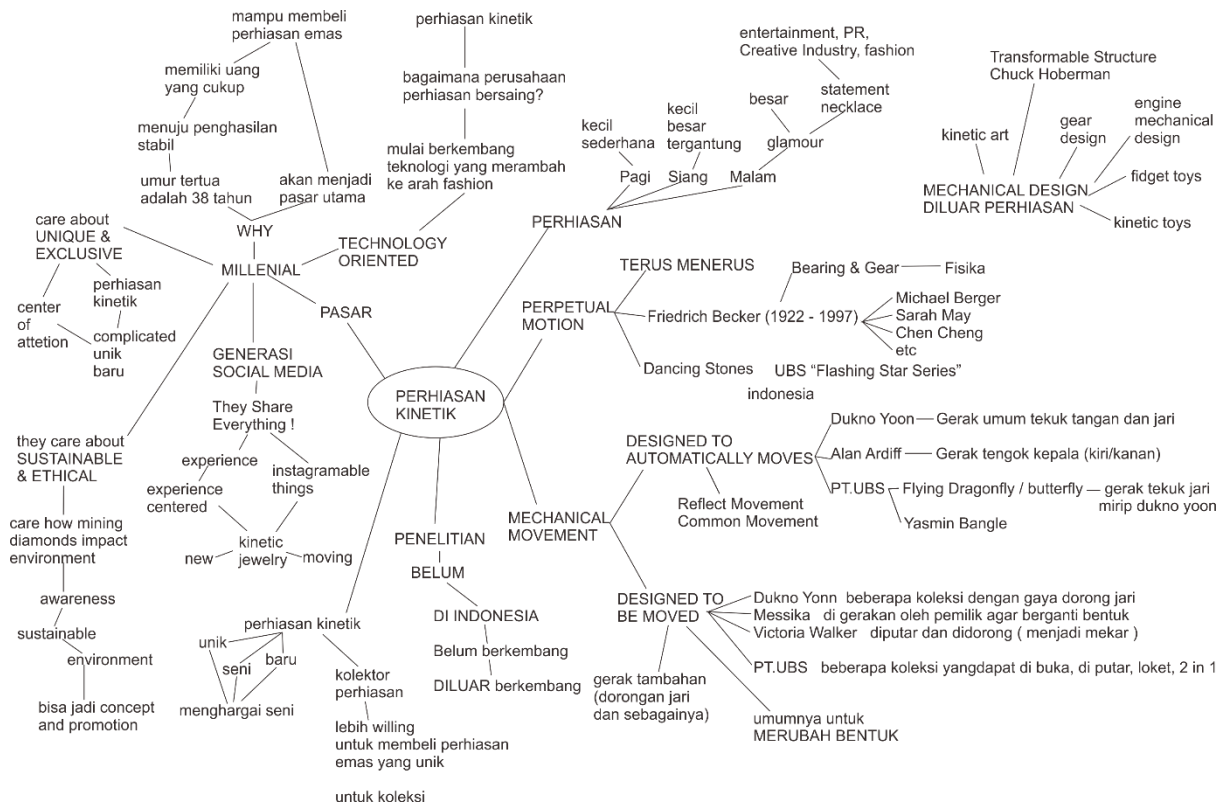 mampu membeli
perhiasan emas
memiliki uang
yang cukup
menuju penghasilan
stabil
umur tertua
adalah 38 tahun
akan menjadi
pasar utama
WHY
care about
UNIQUE &
EXCLUSIVE
MILLENIAL
perhiasan
kinetik
center
of
attetion
complicated
unik
baru
perhiasan kinetik
bagaimana perusahaan
perhiasan bersaing?
mulai berkembang
teknologi yang merambah
ke arah fashion
TECHNOLOGY
ORIENTED
PASAR
GENERASI
SOCIAL MEDIA
They Share
Everything !
experience
instagramable
things
experience
centered
kinetic
jewelry
new
moving
they care about
SUSTAINABLE
& ETHICAL
care how mining
diamonds impact
environment
awareness
sustainable
environment
bisa jadi concept
and promotion
PERHIASAN
KINETIK
perhiasan kinetik
unik
seni
baru
menghargai seni
kolektor
perhiasan
lebih willing
untuk membeli perhiasan
emas yang unik
untuk koleksi
PENELITIAN
BELUM
DI INDONESIA
Belum berkembang
DILUAR berkembang
entertainment, PR,
Creative Industry, fashion
statement
necklace
besar
glamour
kecil
besar
tergantung
kecil
sederhana
Pagi
Siang
Malam
PERHIASAN
Transformable Structure
Chuck Hoberman
kinetic art
gear
design
engine
mechanical
design
MECHANICAL DESIGN
DILUAR PERHIASAN
fidget toys
kinetic toys
TERUS MENERUS
Bearing & Gear
Fisika
PERPETUAL
MOTION
Friedrich Becker (1922 - 1997)
Michael Berger
Sarah May
Chen Cheng
etc
Dancing Stones
UBS “Flashing Star Series”
indonesia
MECHANICAL
MOVEMENT
DESIGNED TO
AUTOMATICALLY MOVES
Reflect Movement
Common Movement
Dukno Yoon
Gerak umum tekuk tangan dan jari
Alan Ardiff
Gerak tengok kepala (kiri/kanan)
PT.UBS
Flying Dragonfly / butterfly
gerak tekuk jari
mirip dukno yoon
Yasmin Bangle
DESIGNED TO
BE MOVED
Dukno Yonn beberapa koleksi dengan gaya dorong jari
Messika di gerakan oleh pemilik agar berganti bentuk
Victoria Walker diputar dan didorong ( menjadi mekar )
PT.UBS beberapa koleksi yangdapat di buka, di putar, loket, 2 in 1
gerak tambahan
(dorongan jari
dan sebagainya)
umumnya untuk
MERUBAH BENTUK